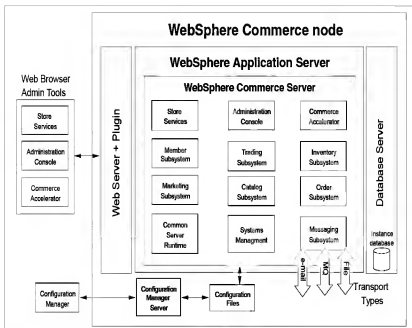 WebSphere Commerce node
WebSphere Application Server
WebSphere Commerce Server
Web Browser
Admin Tools
Store
Services
Administration
Console
Commerce
Accelerator
Web Server + Plugin
Store
Services
Administration
Console
Commerce
Accelarator
Member
Subsystem
Trading
Subsystem
Inventory
Subsystem
Marketing
Subsystem
Catalog
Subsystem
Order
Subsystem
Common
Server
Runtime
Systems
Managment
Messaging
Subsystem
Database Server
Instance
database
e-mail
MQ
File
Transport
Types
Configuration
Manager
Configuration
Manager
Server
Configuration
Files